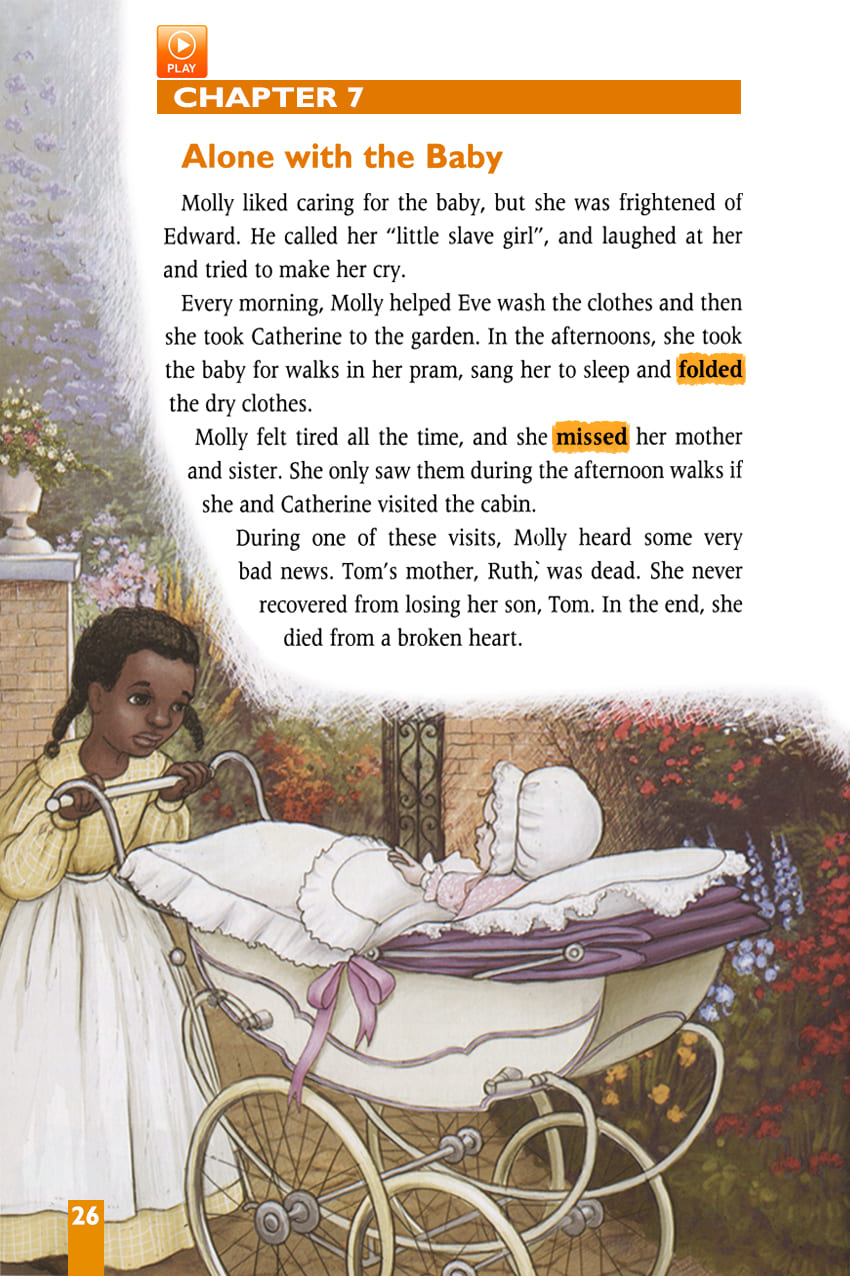 PLAY
CHAPTER 7
Alone with the Baby
Molly liked caring for the baby, but she was frightened of
Edward. He called her “little slave girl”, and laughed at her
and tried to make her cry.
Every morning, Molly helped Eve wash the clothes and then
she took Catherine to the garden. In the afternoons, she took
the baby for walks in her pram, sang her to sleep and folded
the dry clothes.
Molly felt tired all the time, and she missed her mother
and sister. She only saw them during the afternoon walks if
she and Catherine visited the cabin.
During one of these visits, Molly heard some very
bad news. Tom’s mother, Ruth, was dead. She never
recovered from losing her son, Tom. In the end, she
died from a broken heart.
26